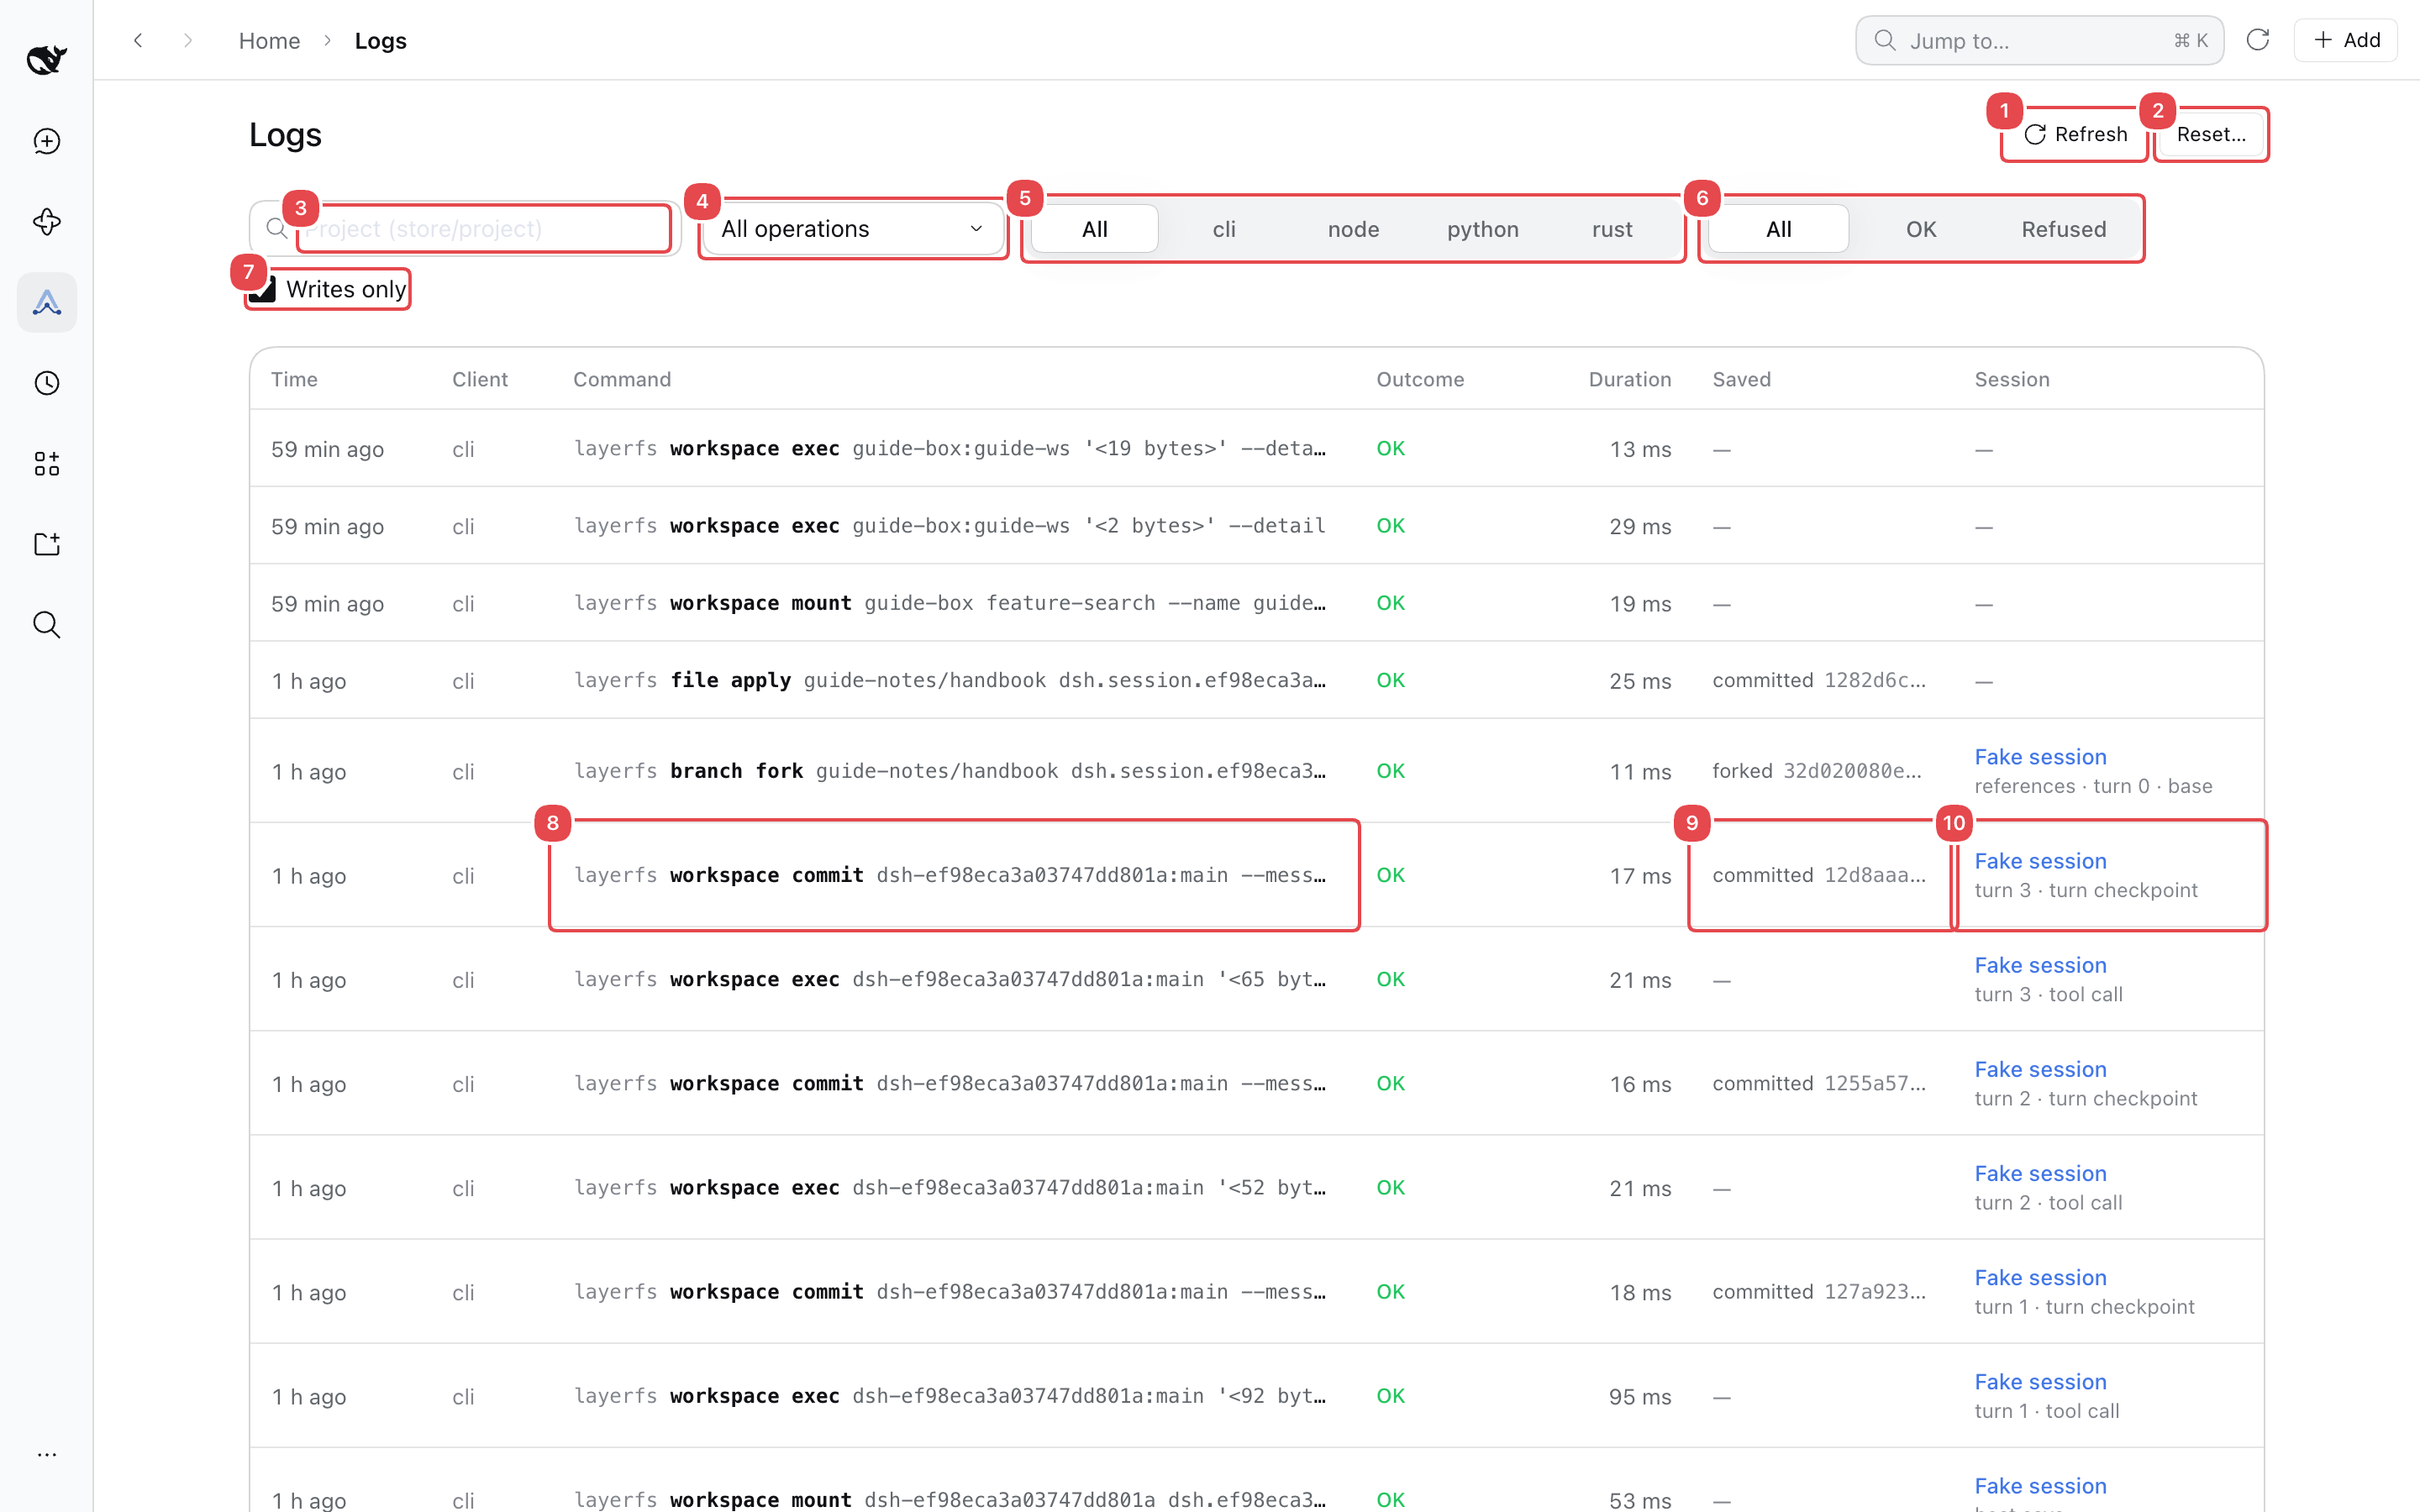 Home > Logs
Jump to... ⌘ K
+ Add
1
2
Logs
Refresh
Reset...
3
4
5
6
Project (store/project)
All operations
All cli node python rust
All OK Refused
7
Writes only
Time Client Command Outcome Duration Saved Session
59 min ago cli layerfs workspace exec guide-box:guide-ws '<19 bytes>' --deta… OK 13 ms — —
59 min ago cli layerfs workspace exec guide-box:guide-ws '<2 bytes>' --detail OK 29 ms — —
59 min ago cli layerfs workspace mount guide-box feature-search --name guide… OK 19 ms — —
1 h ago cli layerfs file apply guide-notes/handbook dsh.session.ef98eca3a… OK 25 ms committed 1282d6c… —
1 h ago cli layerfs branch fork guide-notes/handbook dsh.session.ef98eca3… OK 11 ms forked 32d020080e… Fake session
references · turn 0 · base
8
9
10
1 h ago cli layerfs workspace commit dsh-ef98eca3a03747dd801a:main --mess… OK 17 ms committed 12d8aaa… Fake session
turn 3 · turn checkpoint
1 h ago cli layerfs workspace exec dsh-ef98eca3a03747dd801a:main '<65 byt… OK 21 ms — Fake session
turn 3 · tool call
1 h ago cli layerfs workspace commit dsh-ef98eca3a03747dd801a:main --mess… OK 16 ms committed 1255a57… Fake session
turn 2 · turn checkpoint
1 h ago cli layerfs workspace exec dsh-ef98eca3a03747dd801a:main '<52 byt… OK 21 ms — Fake session
turn 2 · tool call
1 h ago cli layerfs workspace commit dsh-ef98eca3a03747dd801a:main --mess… OK 18 ms committed 127a923… Fake session
turn 1 · turn checkpoint
1 h ago cli layerfs workspace exec dsh-ef98eca3a03747dd801a:main '<92 byt… OK 95 ms — Fake session
turn 1 · tool call
1 h ago cli layerfs workspace mount dsh-ef98eca3a03747dd801a dsh.ef98eca3… OK 53 ms — Fake session